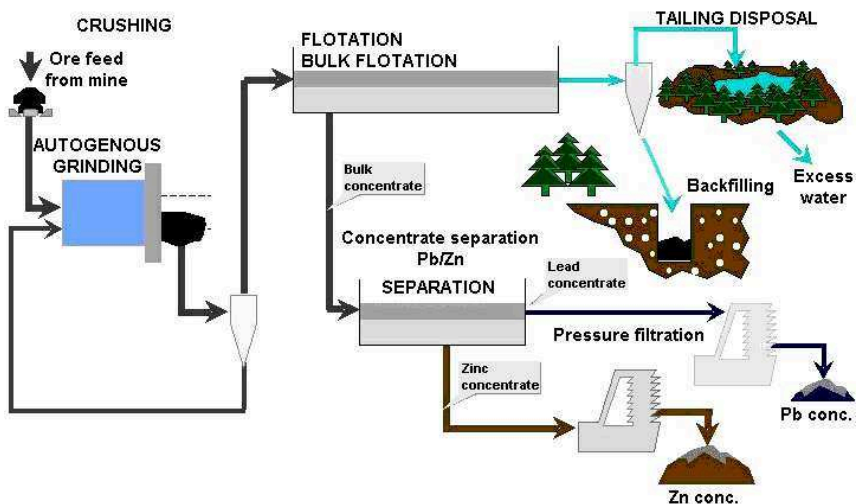 CRUSHING
Ore feed
from mine
AUTOGENOUS
GRINDING
FLOTATION
BULK FLOTATION
TAILING DISPOSAL
Bulk
concentrate
Backfilling
Excess
water
Concentrate separation
Pb/Zn
SEPARATION
Lead
concentrate
Pressure filtration
Zinc
concentrate
Pb conc.
Zn conc.